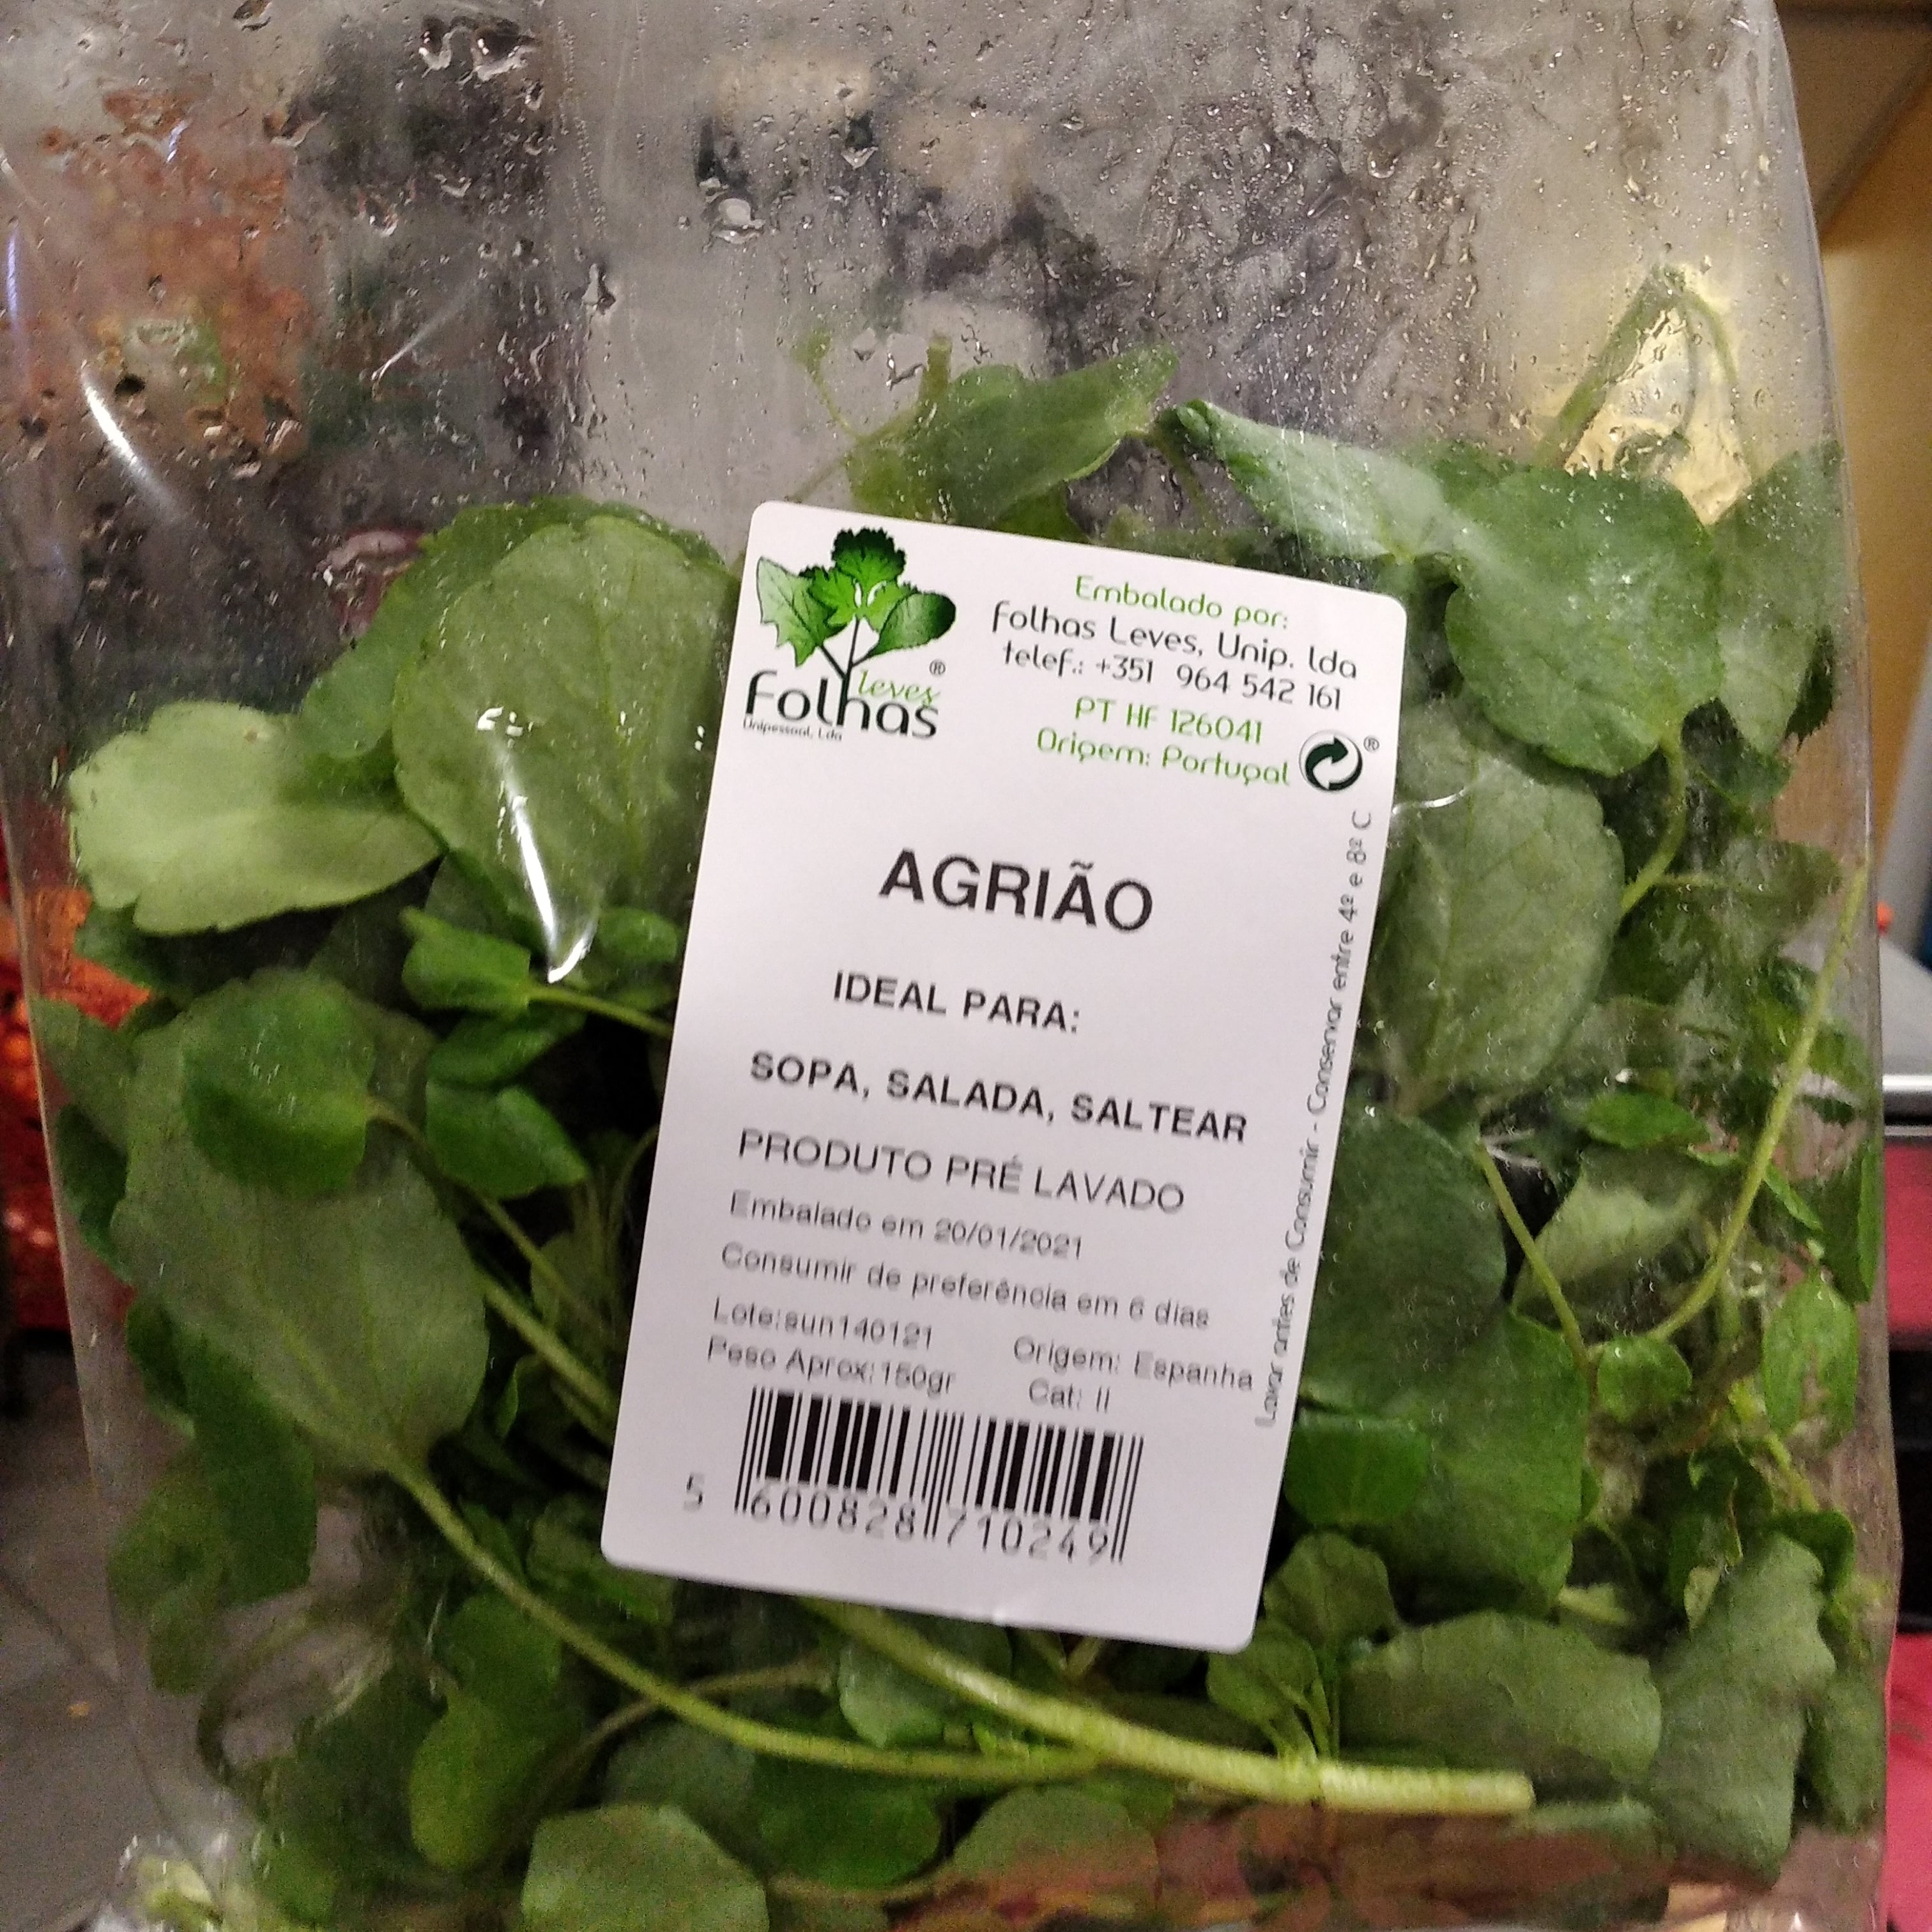 leves
folhas
Unipessoal, Lda
Embalado por:
Folhas Leves, Unip. lda
telef.: +351 964 542 161
PT HF 126041
Origem: Portugal
AGRIÃO
IDEAL PARA:
SOPA, SALADA, SALTEAR
PRODUTO PRÉ LAVADO
Embalado em 20/01/2021
Consumir de preferência em 6 dias
Lote:sun140121
Origem: Espanha
Peso Aprox:150gr
Cat: II
5 600828 710249
Lavar antes de Consumir - Conservar entre 4º e 8º C